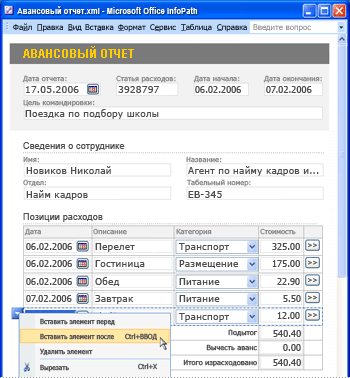 Авансовый отчет.xml - Microsoft Office InfoPath
Файл Правка Вид Вставка Формат Сервис Таблица Справка Введите вопрос
АВАНСОВЫЙ ОТЧЕТ
Дата отчета: Статья расходов: Дата начала: Дата окончания:
17.05.2006 3928797 06.02.2006 07.02.2006
Цель командировки:
Поездка по подбору школы
Сведения о сотруднике
Имя: Название:
Новиков Николай Агент по найму кадров и...
Отдел: Табельный номер:
Найм кадров EB-345
Позиции расходов
Дата Описание Категория Стоимость
06.02.2006 Перелет Транспорт 325.00 >>
06.02.2006 Гостиница Размещение 175.00 >>
06.02.2006 Обед Питание 22.90 >>
07.02.2006 Завтрак Питание 5.50 >>
Транспорт 12.00 >>
Вставить элемент перед
Подытог 540.40
Вставить элемент после Ctrl+ВВОД
Вычесть аванс 0.00
Удалить элемент
Итого израсходовано 540.40
Вырезать Ctrl+X